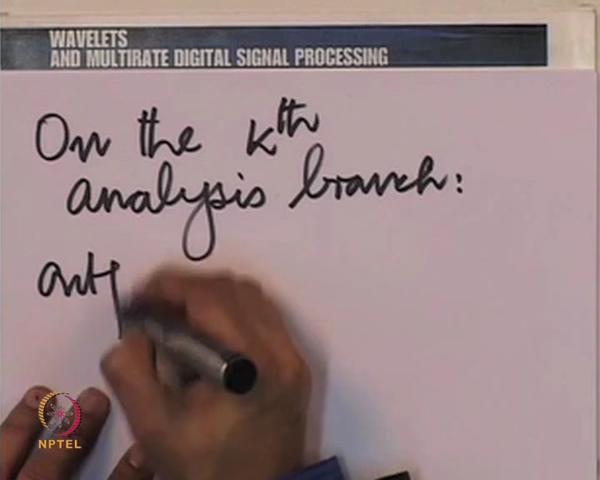 WAVELETS
AND MULTIRATE DIGITAL SIGNAL PROCESSING
On the kth
analysis branch:
NPTEL